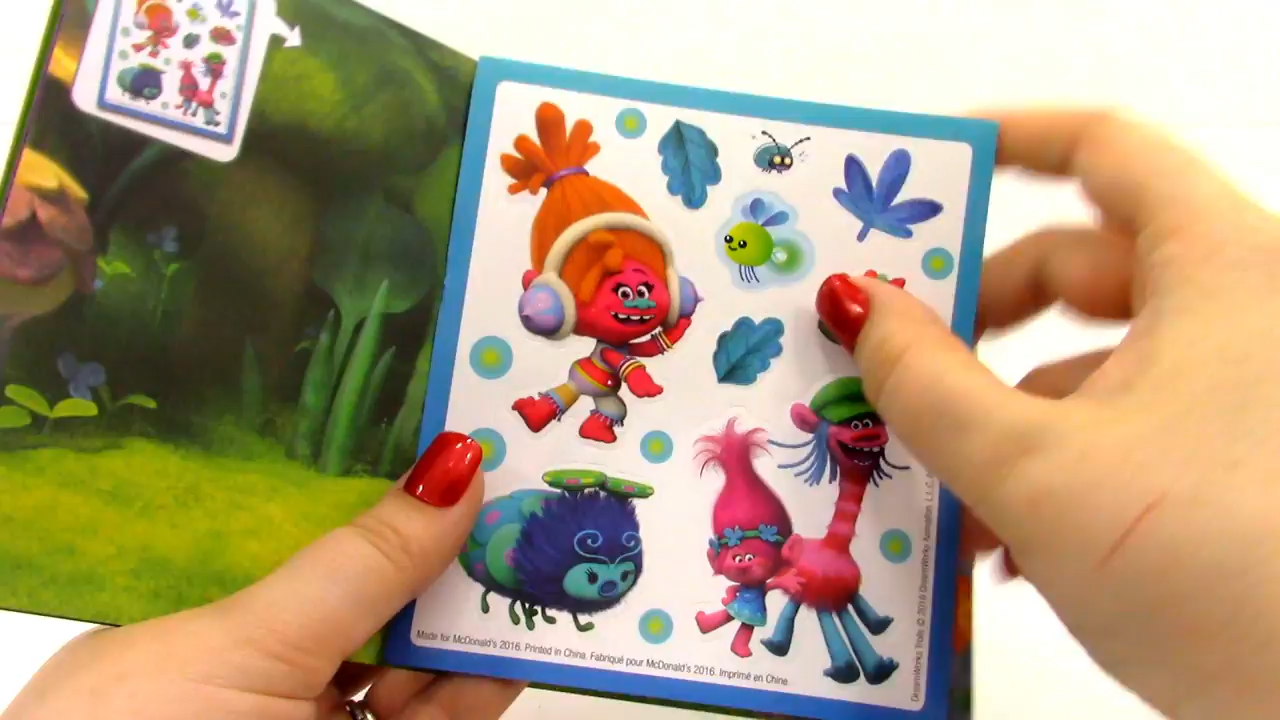 Made for McDonald's 2016. Printed in China. Fabriqué pour McDonald's 2016. Imprimé en Chine.
DreamWorks Trolls © 2016 DreamWorks Animation L.L.C.